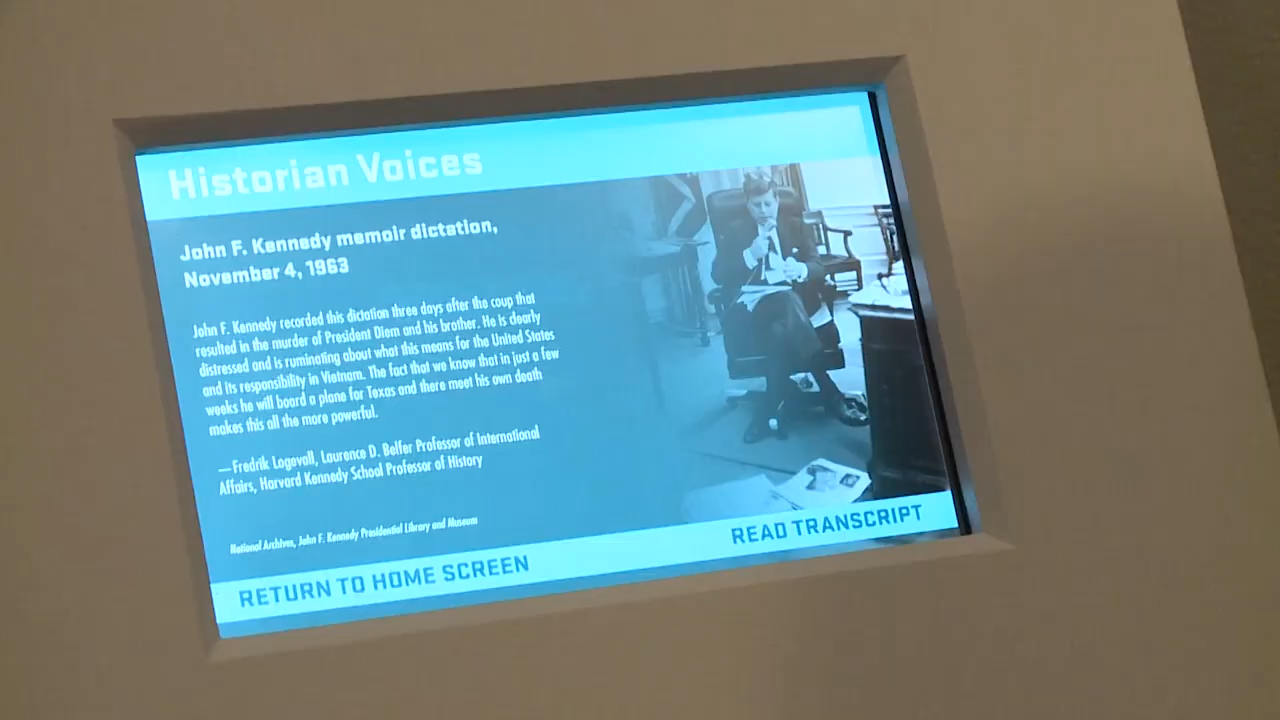 Historian Voices
John F. Kennedy memoir dictation,
November 4, 1963
John F. Kennedy recorded this dictation three days after the coup that
resulted in the murder of President Diem and his brother. He is clearly
distressed and is ruminating about what this means for the United States
and its responsibility in Vietnam. The fact that we know that in just a few
weeks he will board a plane for Texas and there meet his own death
makes this all the more powerful.
—Fredrik Logevall, Laurence D. Belfer Professor of International
Affairs, Harvard Kennedy School Professor of History
National Archives, John F. Kennedy Presidential Library and Museum
RETURN TO HOME SCREEN
READ TRANSCRIPT